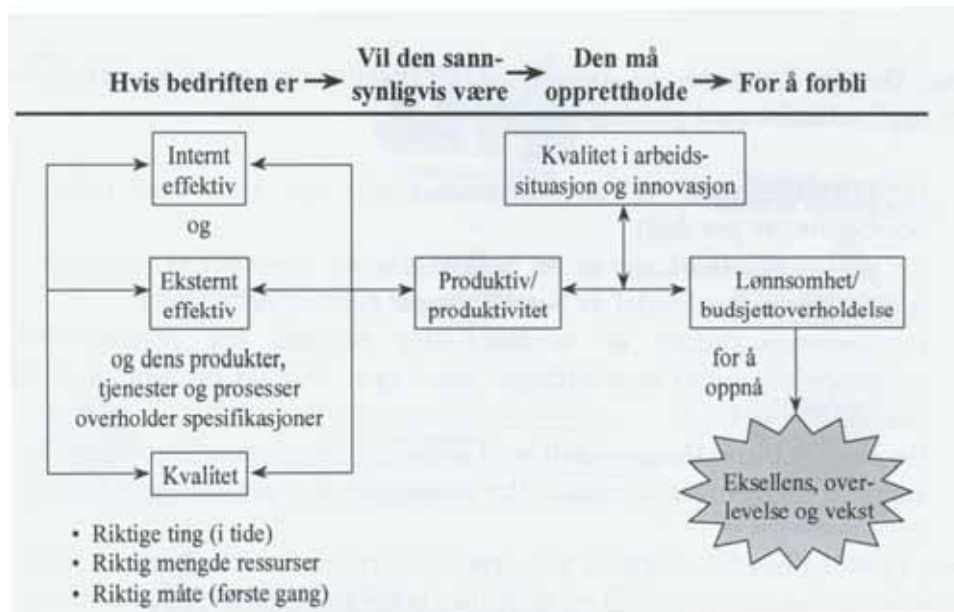 Hvis bedriften er → Vil den sann-
synligvis være → Den må
opprettholde → For å forbli
Internt
effektiv
og
Eksternt
effektiv
og dens produkter,
tjenester og prosesser
overholder spesifikasjoner
Kvalitet
• Riktige ting (i tide)
• Riktig mengde ressurser
• Riktig måte (første gang)
Produktiv/
produktivitet
Kvalitet i arbeids-
situasjon og innovasjon
Lønnsomhet/
budsjettoverholdelse
for å
oppnå
Eksellens, over-
levelse og vekst